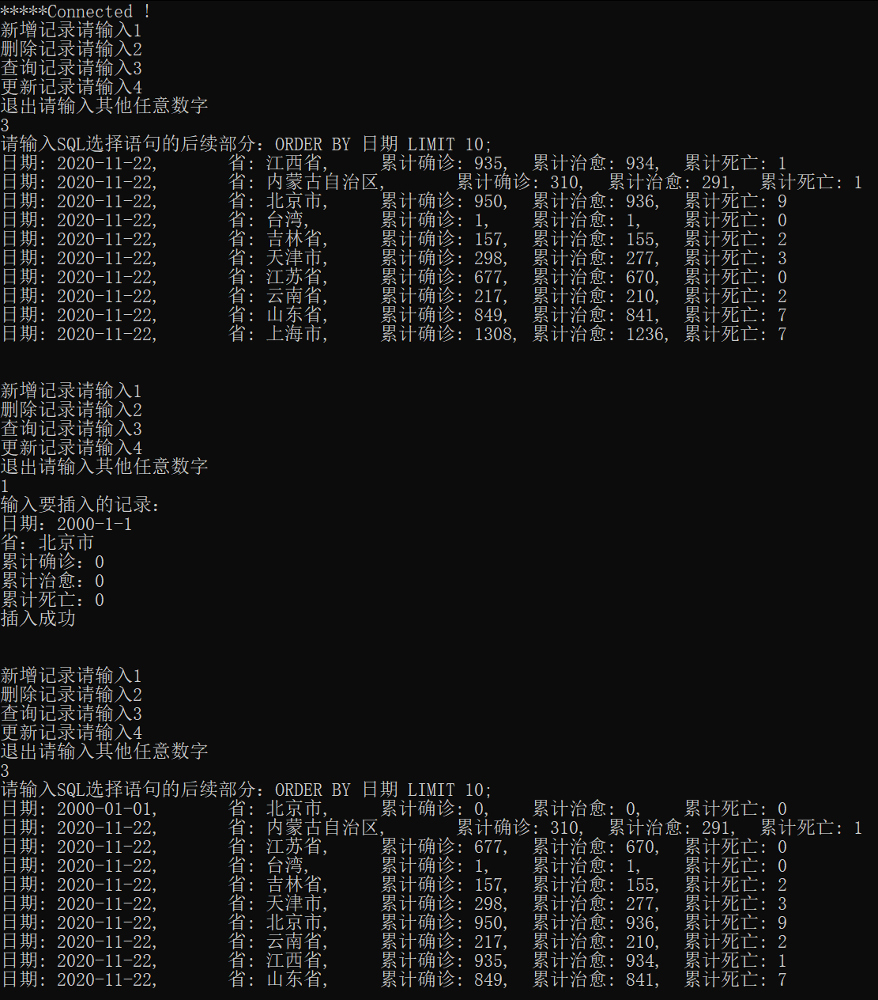 *****Connected !
新增记录请输入1
删除记录请输入2
查询记录请输入3
更新记录请输入4
退出请输入其他任意数字
3
请输入SQL选择语句的后续部分：ORDER BY 日期 LIMIT 10;
日期: 2020-11-22, 省: 江西省, 累计确诊: 935, 累计治愈: 934, 累计死亡: 1
日期: 2020-11-22, 省: 内蒙古自治区, 累计确诊: 310, 累计治愈: 291, 累计死亡: 1
日期: 2020-11-22, 省: 北京市, 累计确诊: 950, 累计治愈: 936, 累计死亡: 9
日期: 2020-11-22, 省: 台湾, 累计确诊: 1, 累计治愈: 1, 累计死亡: 0
日期: 2020-11-22, 省: 吉林省, 累计确诊: 157, 累计治愈: 155, 累计死亡: 2
日期: 2020-11-22, 省: 天津市, 累计确诊: 298, 累计治愈: 277, 累计死亡: 3
日期: 2020-11-22, 省: 江苏省, 累计确诊: 677, 累计治愈: 670, 累计死亡: 0
日期: 2020-11-22, 省: 云南省, 累计确诊: 217, 累计治愈: 210, 累计死亡: 2
日期: 2020-11-22, 省: 山东省, 累计确诊: 849, 累计治愈: 841, 累计死亡: 7
日期: 2020-11-22, 省: 上海市, 累计确诊: 1308, 累计治愈: 1236, 累计死亡: 7
新增记录请输入1
删除记录请输入2
查询记录请输入3
更新记录请输入4
退出请输入其他任意数字
1
输入要插入的记录：
日期：2000-1-1
省：北京市
累计确诊：0
累计治愈：0
累计死亡：0
插入成功
新增记录请输入1
删除记录请输入2
查询记录请输入3
更新记录请输入4
退出请输入其他任意数字
3
请输入SQL选择语句的后续部分：ORDER BY 日期 LIMIT 10;
日期: 2000-01-01, 省: 北京市, 累计确诊: 0, 累计治愈: 0, 累计死亡: 0
日期: 2020-11-22, 省: 内蒙古自治区, 累计确诊: 310, 累计治愈: 291, 累计死亡: 1
日期: 2020-11-22, 省: 江苏省, 累计确诊: 677, 累计治愈: 670, 累计死亡: 0
日期: 2020-11-22, 省: 台湾, 累计确诊: 1, 累计治愈: 1, 累计死亡: 0
日期: 2020-11-22, 省: 吉林省, 累计确诊: 157, 累计治愈: 155, 累计死亡: 2
日期: 2020-11-22, 省: 天津市, 累计确诊: 298, 累计治愈: 277, 累计死亡: 3
日期: 2020-11-22, 省: 北京市, 累计确诊: 950, 累计治愈: 936, 累计死亡: 9
日期: 2020-11-22, 省: 云南省, 累计确诊: 217, 累计治愈: 210, 累计死亡: 2
日期: 2020-11-22, 省: 江西省, 累计确诊: 935, 累计治愈: 934, 累计死亡: 1
日期: 2020-11-22, 省: 山东省, 累计确诊: 849, 累计治愈: 841, 累计死亡: 7